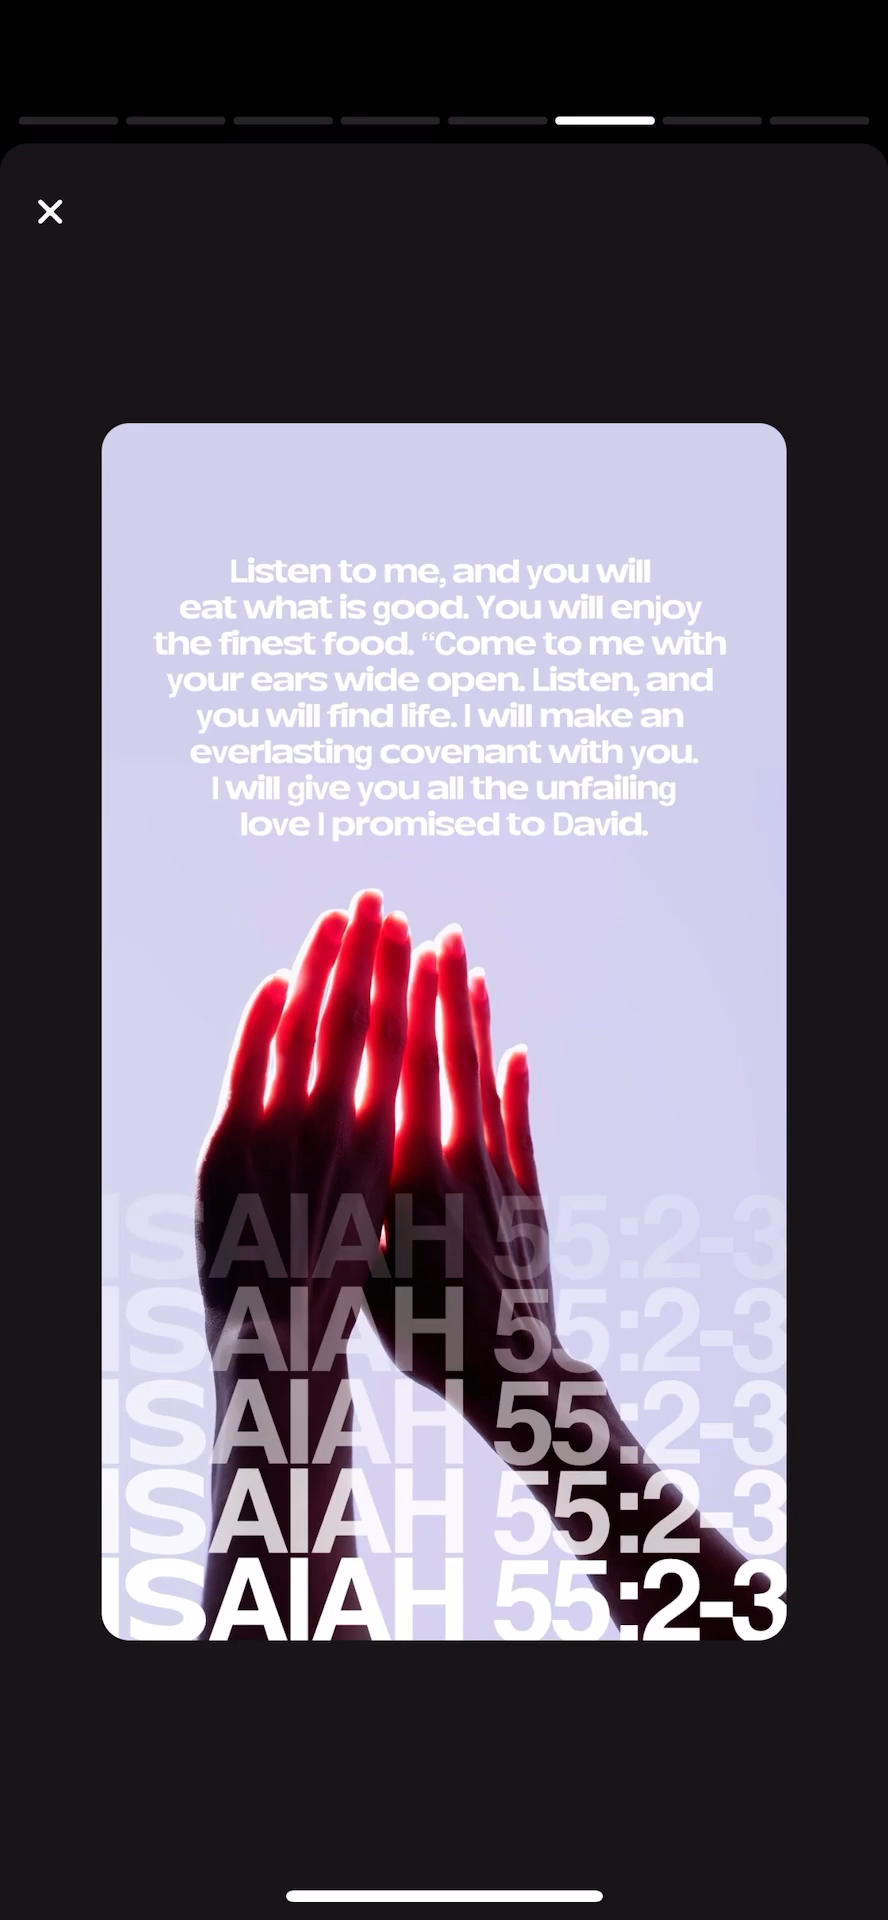 Listen to me, and you will
eat what is good. You will enjoy
the finest food. “Come to me with
your ears wide open. Listen, and
you will find life. I will make an
everlasting covenant with you.
I will give you all the unfailing
love I promised to David.
ISAIAH 55:2-3
ISAIAH 55:2-3
ISAIAH 55:2-3
ISAIAH 55:2-3
ISAIAH 55:2-3